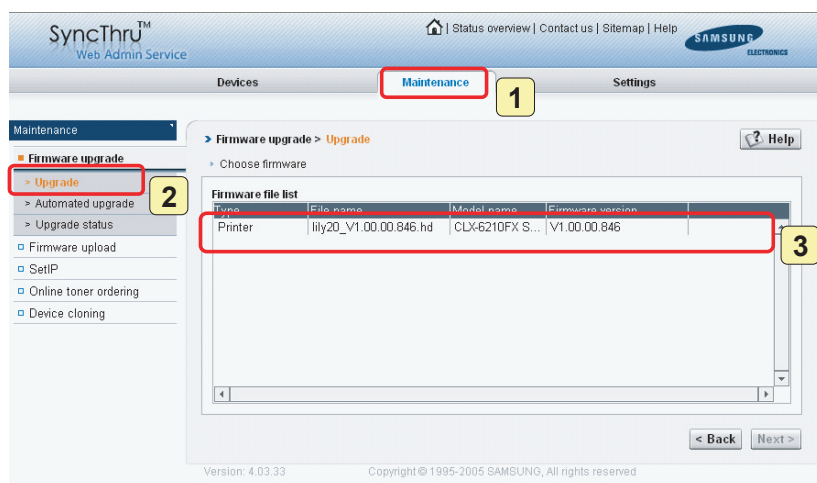 SyncThru™
Web Admin Service
| Status overview | Contact us | Sitemap | Help
SAMSUNG
ELECTRONICS
Devices
Maintenance
1
Settings
Maintenance
Firmware upgrade
> Upgrade
2
> Automated upgrade
> Upgrade status
Firmware upload
SetIP
Online toner ordering
Device cloning
Firmware upgrade > Upgrade
Help
Choose firmware
Firmware file list
Type File name Model name Firmware version
Printer lily20_V1.00.00.846.hd CLX-6210FX S... V1.00.00.846
3
< Back Next >
Version: 4.03.33 Copyright © 1995-2005 SAMSUNG, All rights reserved